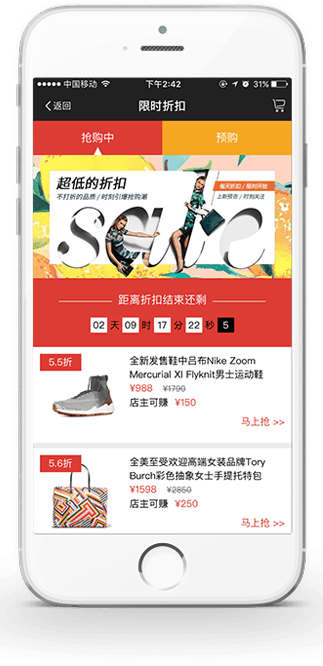 中国移动 下午2:42 31%
返回 限时折扣
抢购中 预购
超低的折扣
不打折的品质 / 时刻引爆抢购潮
每天折扣 / 限时开抢
上新预告 / 时刻关注
距离折扣结束还剩
02 天 09 时 17 分 22 秒 5
5.5折
全新发售鞋中吕布Nike Zoom
Mercurial XI Flyknit男士运动鞋
¥988 ¥1790
店主可赚 ¥150
马上抢 >>
5.6折
全美至受欢迎高端女装品牌Tory
Burch彩色抽象女士手提托特包
¥1598 ¥2850
店主可赚 ¥250
马上抢 >>